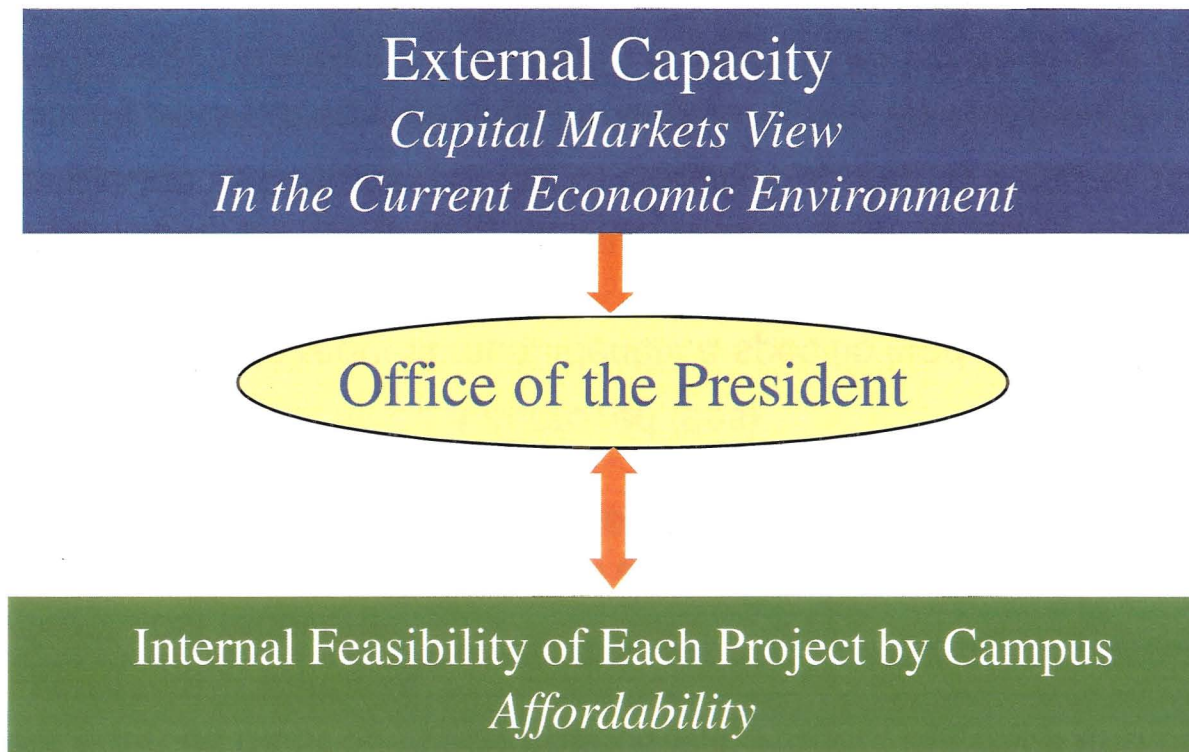 External Capacity
Capital Markets View
In the Current Economic Environment
Office of the President
Internal Feasibility of Each Project by Campus
Affordability